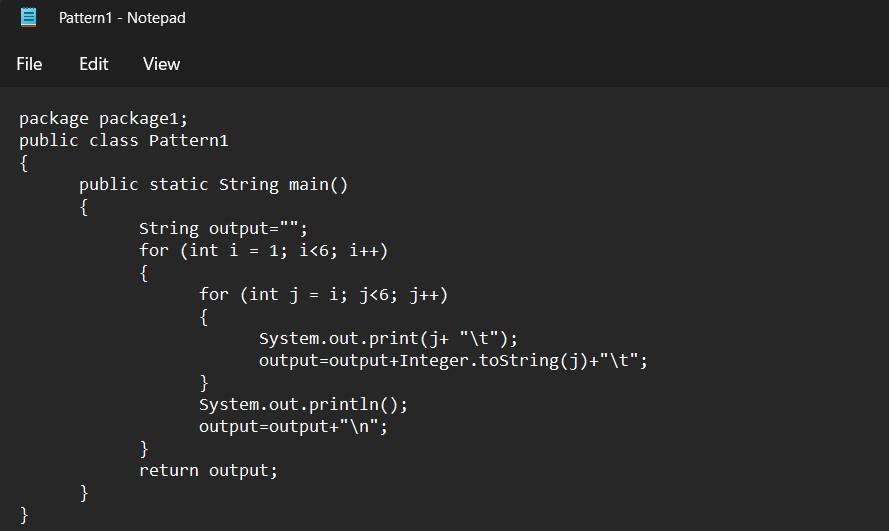 Pattern1 - Notepad
File Edit View
package package1;
public class Pattern1
{
      public static String main()
      {
            String output="";
            for (int i = 1; i<6; i++)
            {
                  for (int j = i; j<6; j++)
                  {
                        System.out.print(j+ "\t");
                        output=output+Integer.toString(j)+"\t";
                  }
                  System.out.println();
                  output=output+"\n";
            }
            return output;
      }
}